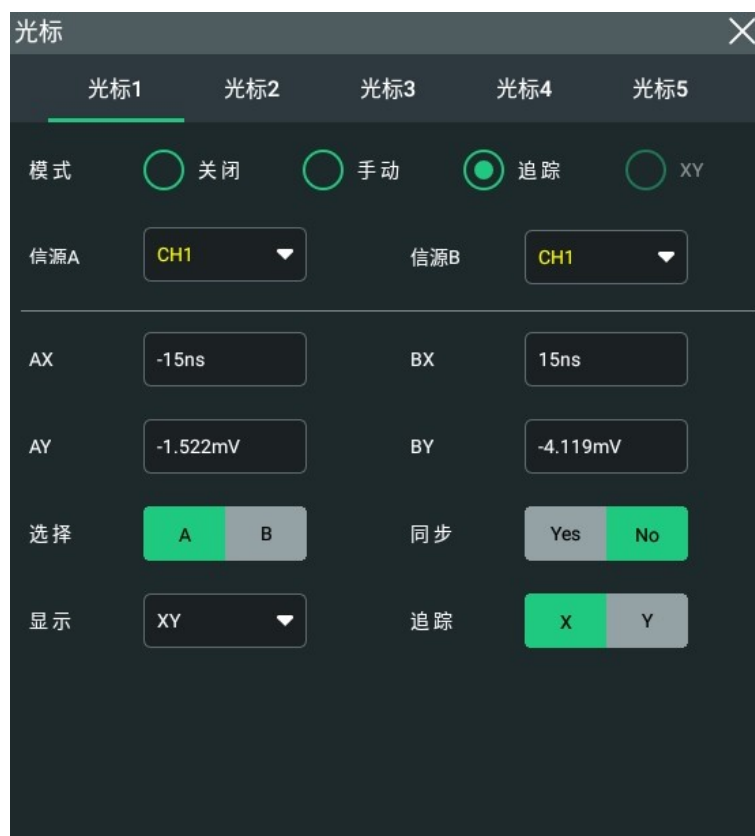 光标
光标1 光标2 光标3 光标4 光标5
模式 关闭 手动 追踪 XY
信源A CH1 信源B CH1
AX -15ns BX 15ns
AY -1.522mV BY -4.119mV
选择 A B 同步 Yes No
显示 XY 追踪 X Y